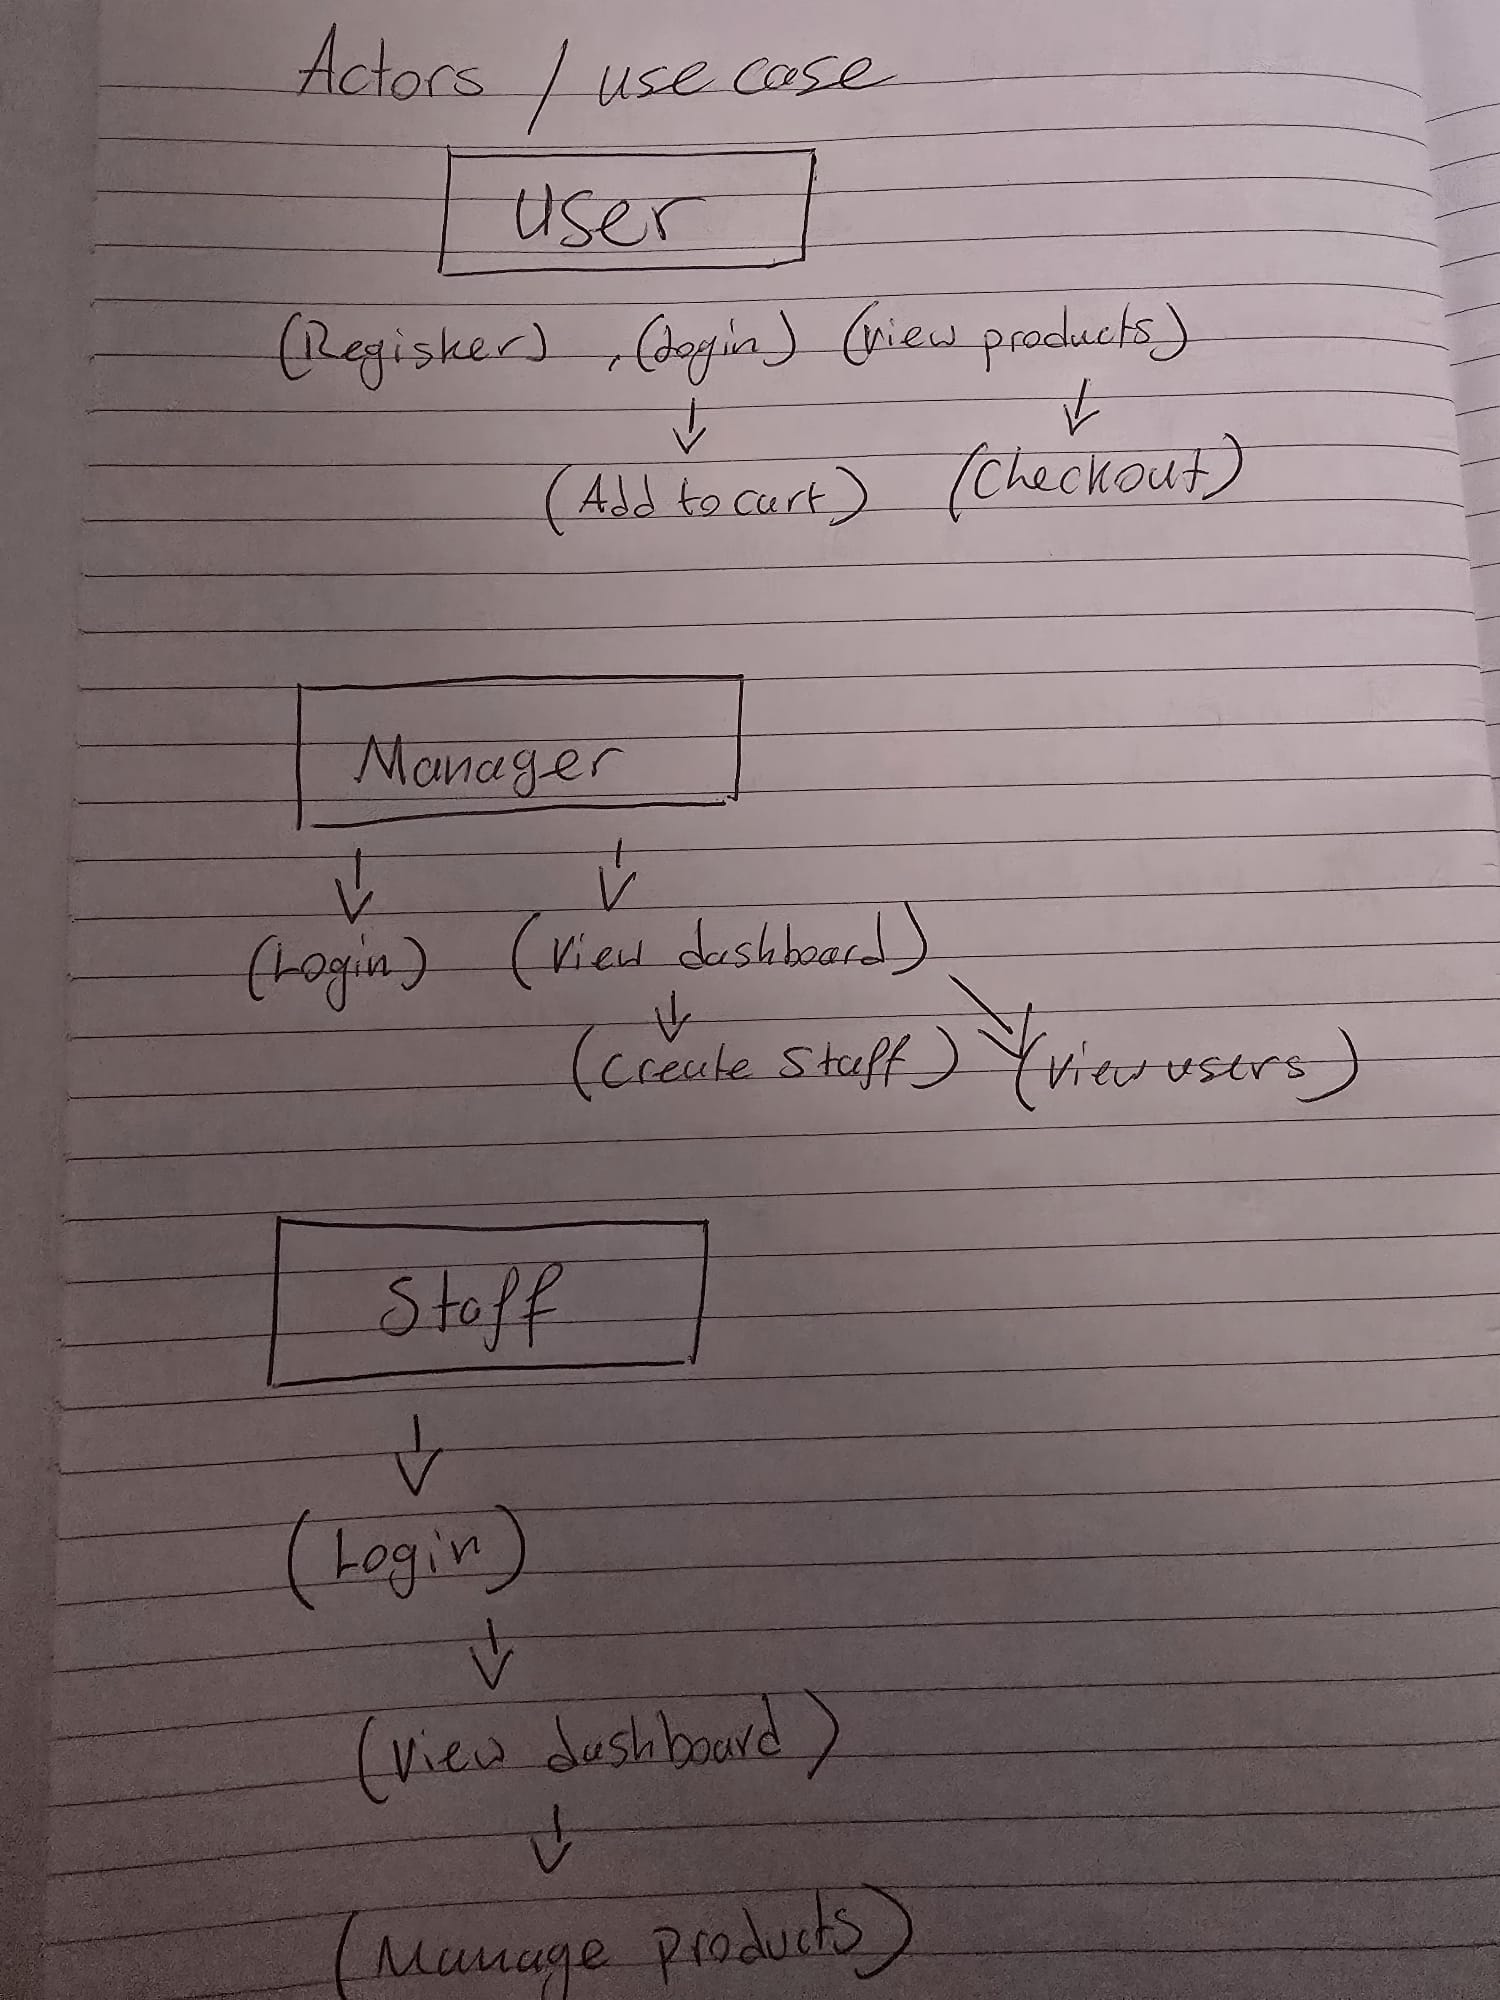 Actors / use case
User
(Register) , (Login) (View products)
(Add to cart) (Checkout)
Manager
(Login) (View dashboard)
(Create Staff) (View users)
Staff
(Login)
(View dashboard)
(Manage products)